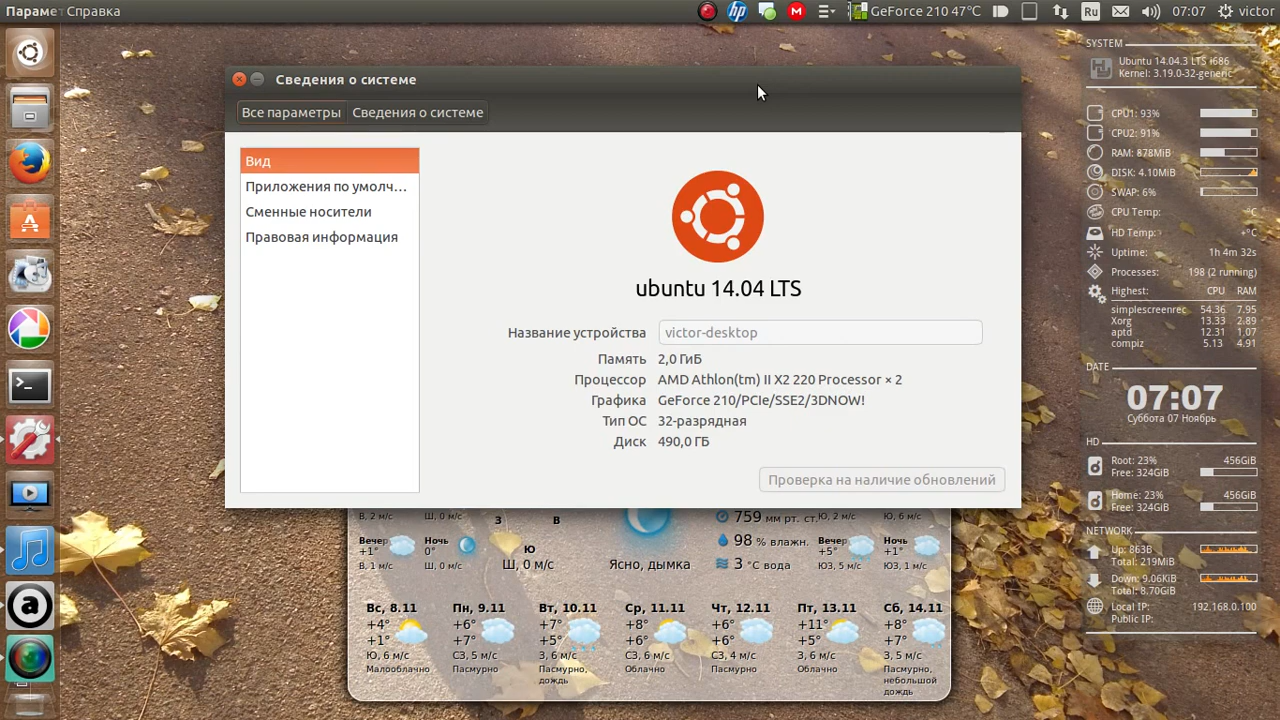 Параме Справка
GeForce 210 47°C Ru 07:07 victor
Сведения о системе
Все параметры Сведения о системе
Вид
Приложения по умолч…
Сменные носители
Правовая информация
ubuntu 14.04 LTS
Название устройства victor-desktop
Память 2,0 ГиБ
Процессор AMD Athlon(tm) II X2 220 Processor × 2
Графика GeForce 210/PCIe/SSE2/3DNOW!
Тип ОС 32-разрядная
Диск 490,0 ГБ
Проверка на наличие обновлений
В, 2 м/с Ш, 0 м/с З В 759 мм рт. ст. Ю, 2 м/с Ю, 6 м/с
Вечер +1° Ночь 0° Ю 98 % влажн. Вечер +5° Ночь +1°
В, 1 м/с Ш, 0 м/с Ш, 0 м/с Ясно, дымка 3 °C вода ЮЗ, 5 м/с ЮЗ, 1 м/с
Вс, 8.11 Пн, 9.11 Вт, 10.11 Ср, 11.11 Чт, 12.11 Пт, 13.11 Сб, 14.11
+4° +6° +7° +8° +6° +11° +8°
+1° +7° +5° +6° +7° +5° +7°
Ю, 6 м/с СЗ, 5 м/с З, 6 м/с СЗ, 6 м/с СЗ, 4 м/с З, 6 м/с З, 5 м/с
Малооблачно Пасмурно Пасмурно, Облачно Пасмурно Облачно Пасмурно,
дождь небольшой
дождь
SYSTEM
Ubuntu 14.04.3 LTS i686
Kernel: 3.19.0-32-generic
CPU1: 93%
CPU2: 91%
RAM: 878MiB
DISK: 4.10MiB
SWAP: 6%
CPU Temp: °C
HD Temp: +°C
Uptime: 1h 4m 32s
Processes: 198 (2 running)
Highest: CPU RAM
simplescreenrec 54.36 7.95
Xorg 13.33 2.89
aptd 12.31 1.07
compiz 5.13 4.91
DATE
07:07
Суббота 07 Ноябрь
HD
Root: 23% 456GiB
Free: 324GiB
Home: 23% 456GiB
Free: 324GiB
NETWORK
Up: 863B
Total: 219MiB
Down: 9.06KiB
Total: 8.70GiB
Local IP: 192.168.0.100
Public IP: